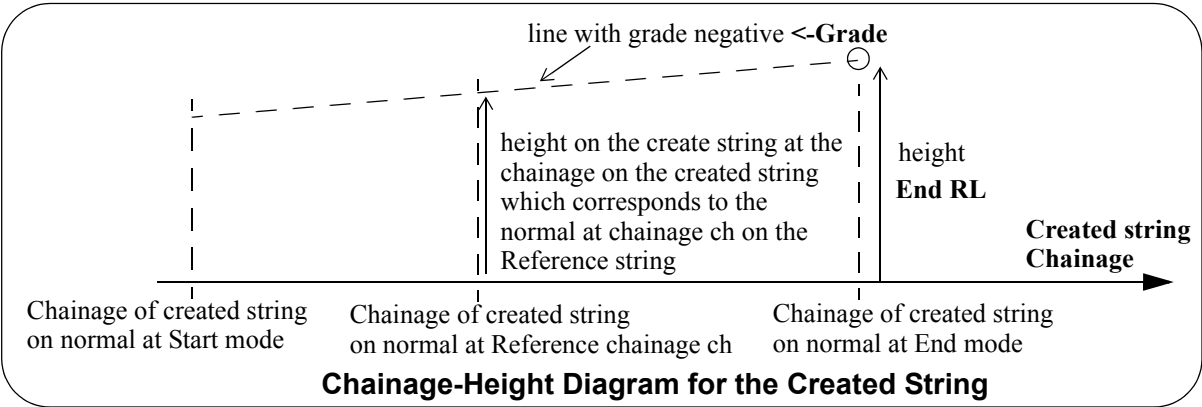 line with grade negative <-Grade
height on the create string at the
chainage on the created string
which corresponds to the
normal at chainage ch on the
Reference string
height
End RL
Created string
Chainage
Chainage of created string
on normal at Start mode
Chainage of created string
on normal at Reference chainage ch
Chainage of created string
on normal at End mode
Chainage-Height Diagram for the Created String